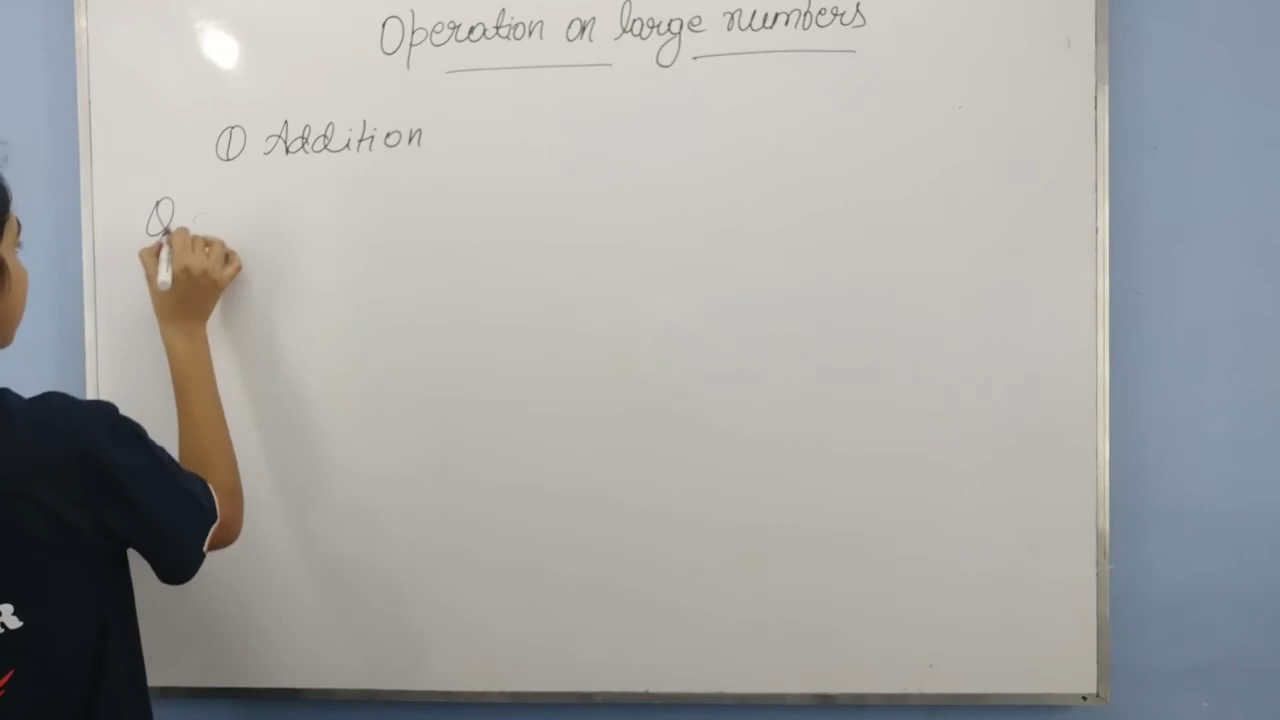 Operation on large numbers
① Addition
Q
R